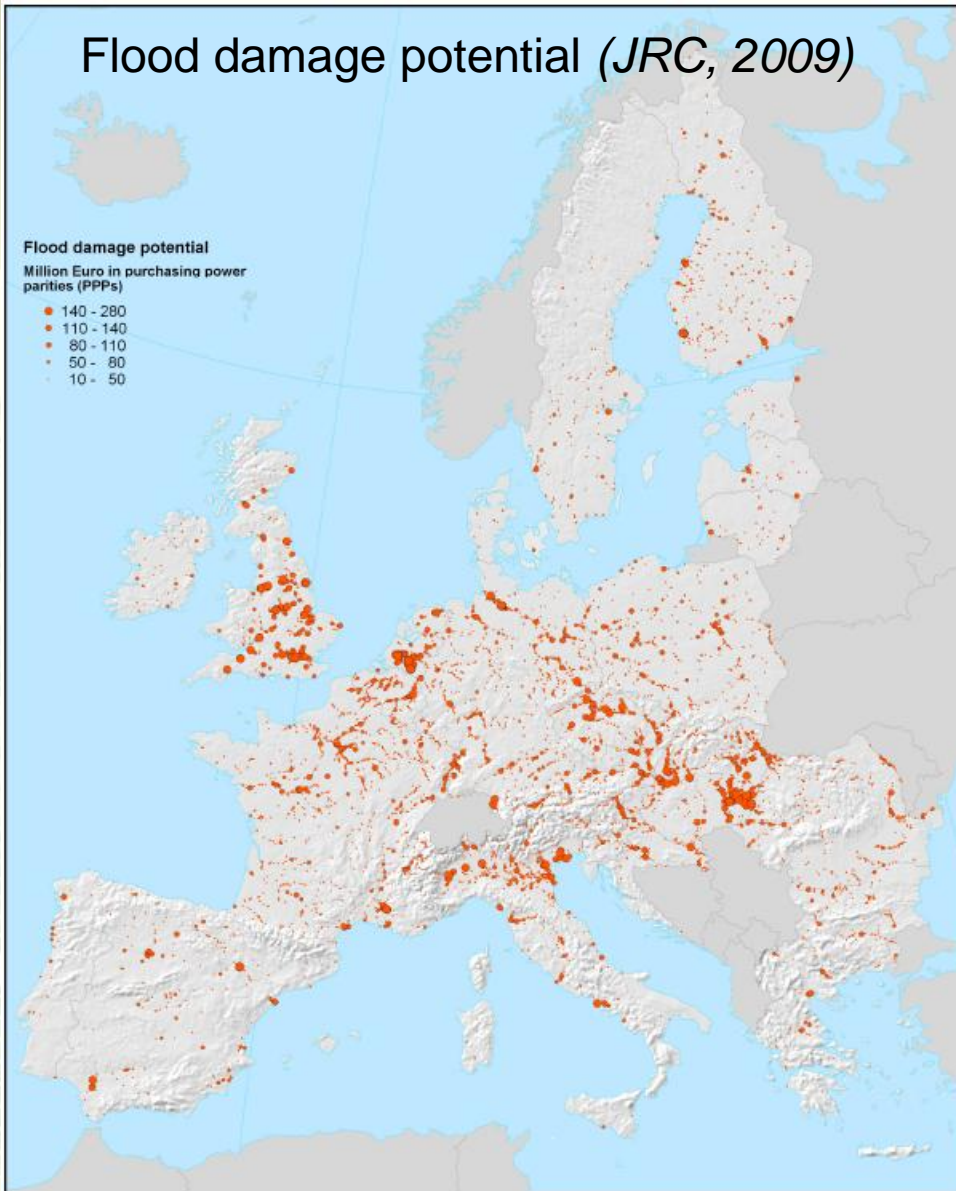 Flood damage potential (JRC, 2009)
Flood damage potential
Million Euro in purchasing power
parities (PPPs)
140 - 280
110 - 140
80 - 110
50 - 80
10 - 50